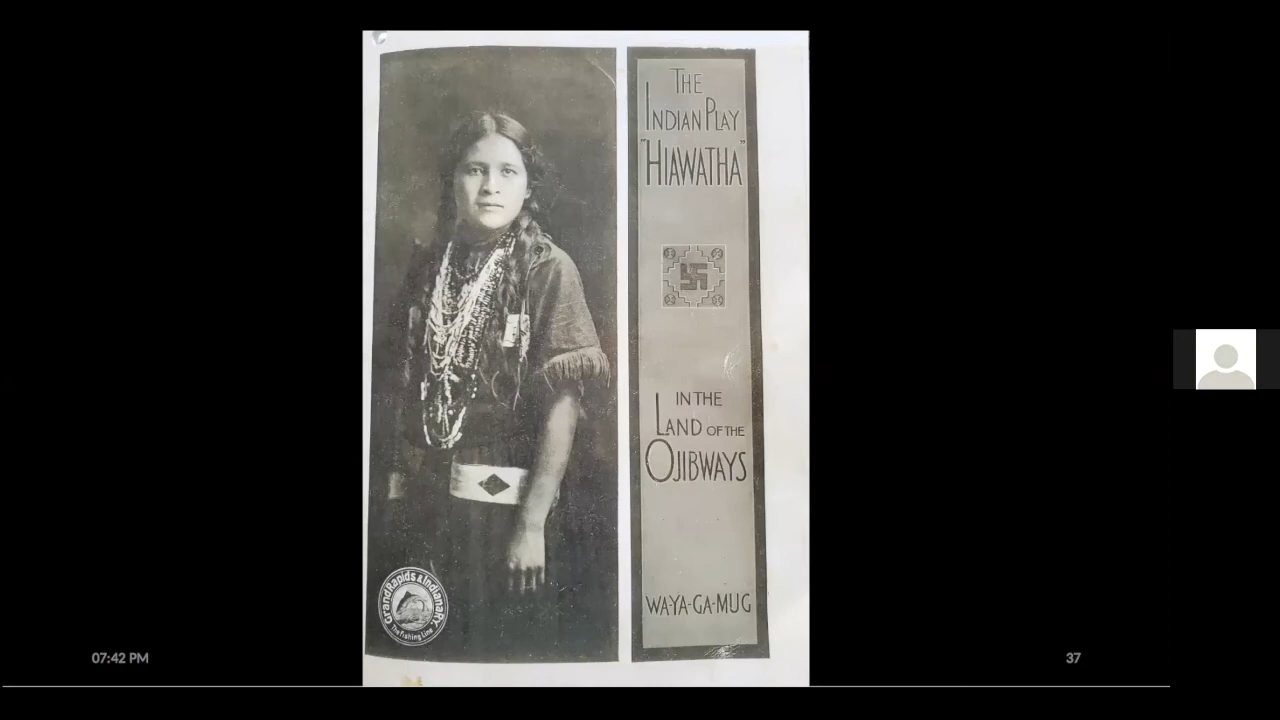 THE
INDIAN PLAY
"HIAWATHA"
IN THE
LAND OF THE
OJIBWAYS
WA-YA-GA-MUG
Grand Rapids & Indiana Ry.
The Fishing Line
07:42 PM
37